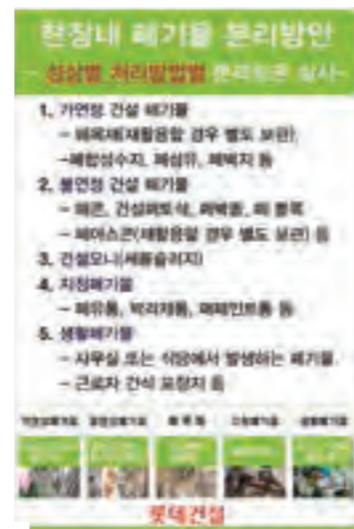 현장내 폐기물 분리방안
- 성상별 처리방법별 분리보관 실시-
1. 가연성 건설 폐기물
- 폐목재(재활용할 경우 별도 보관),
-폐합성수지, 폐섬유, 폐벽지 등
2. 불연성 건설 폐기물
- 폐콘, 건설폐토석, 폐벽돌, 폐 블록
- 폐아스콘(재활용할 경우 별도 보관) 등
3. 건설오니(세륜슬러지)
4. 지정폐기물
- 폐유통, 박리제통, 폐페인트통 등
5. 생활폐기물
- 사무실 또는 식당에서 발생하는 폐기물,
- 근로자 간식 포장지 등
롯데건설